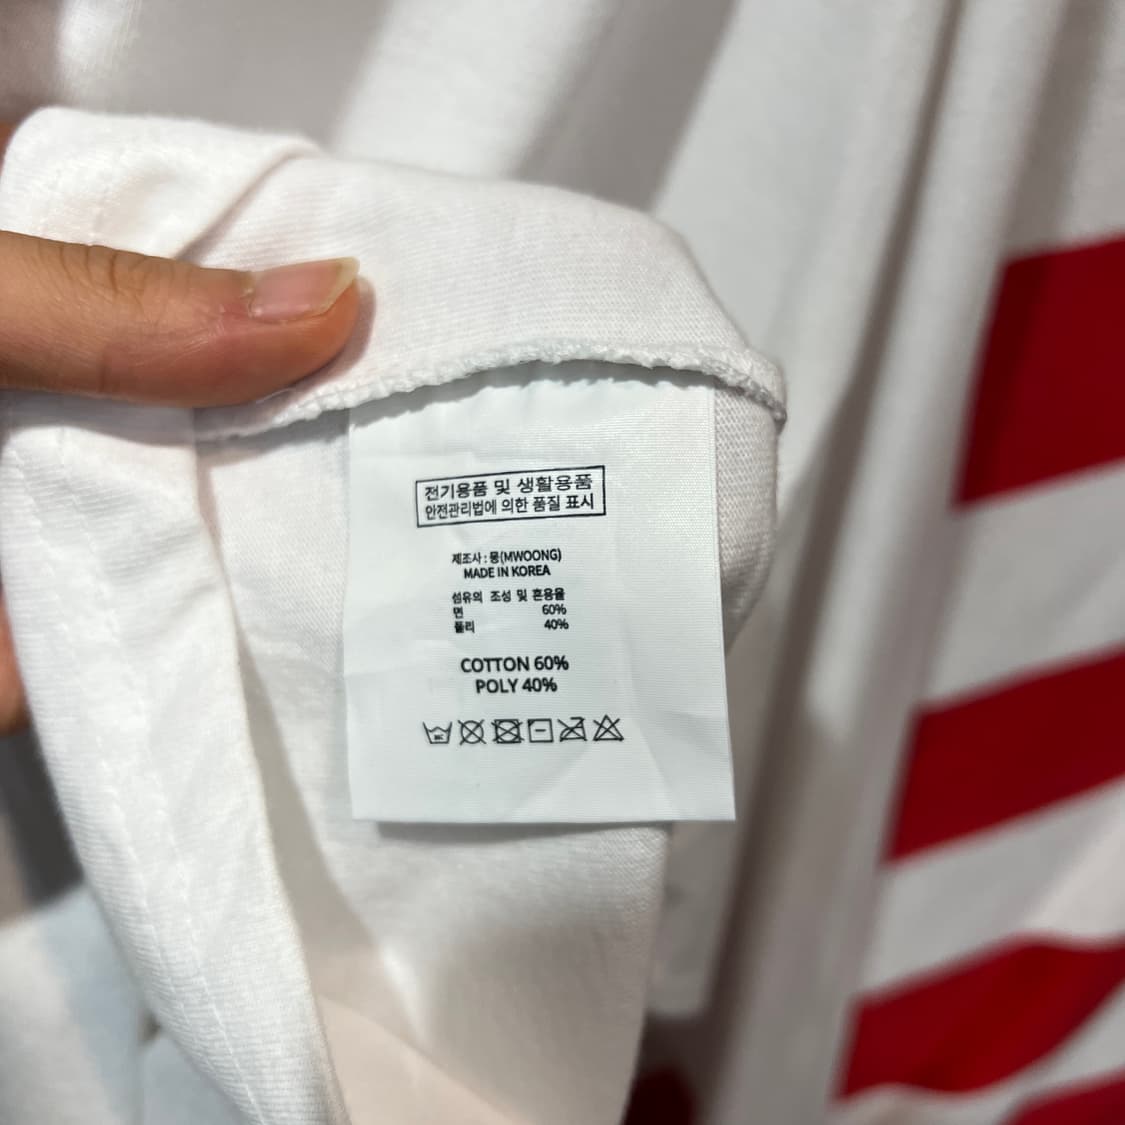 전기용품 및 생활용품
안전관리법에 의한 품질 표시
제조사 : 뭉(MWOONG)
MADE IN KOREA
섬유의 조성 및 혼용율
면 60%
폴리 40%
COTTON 60%
POLY 40%